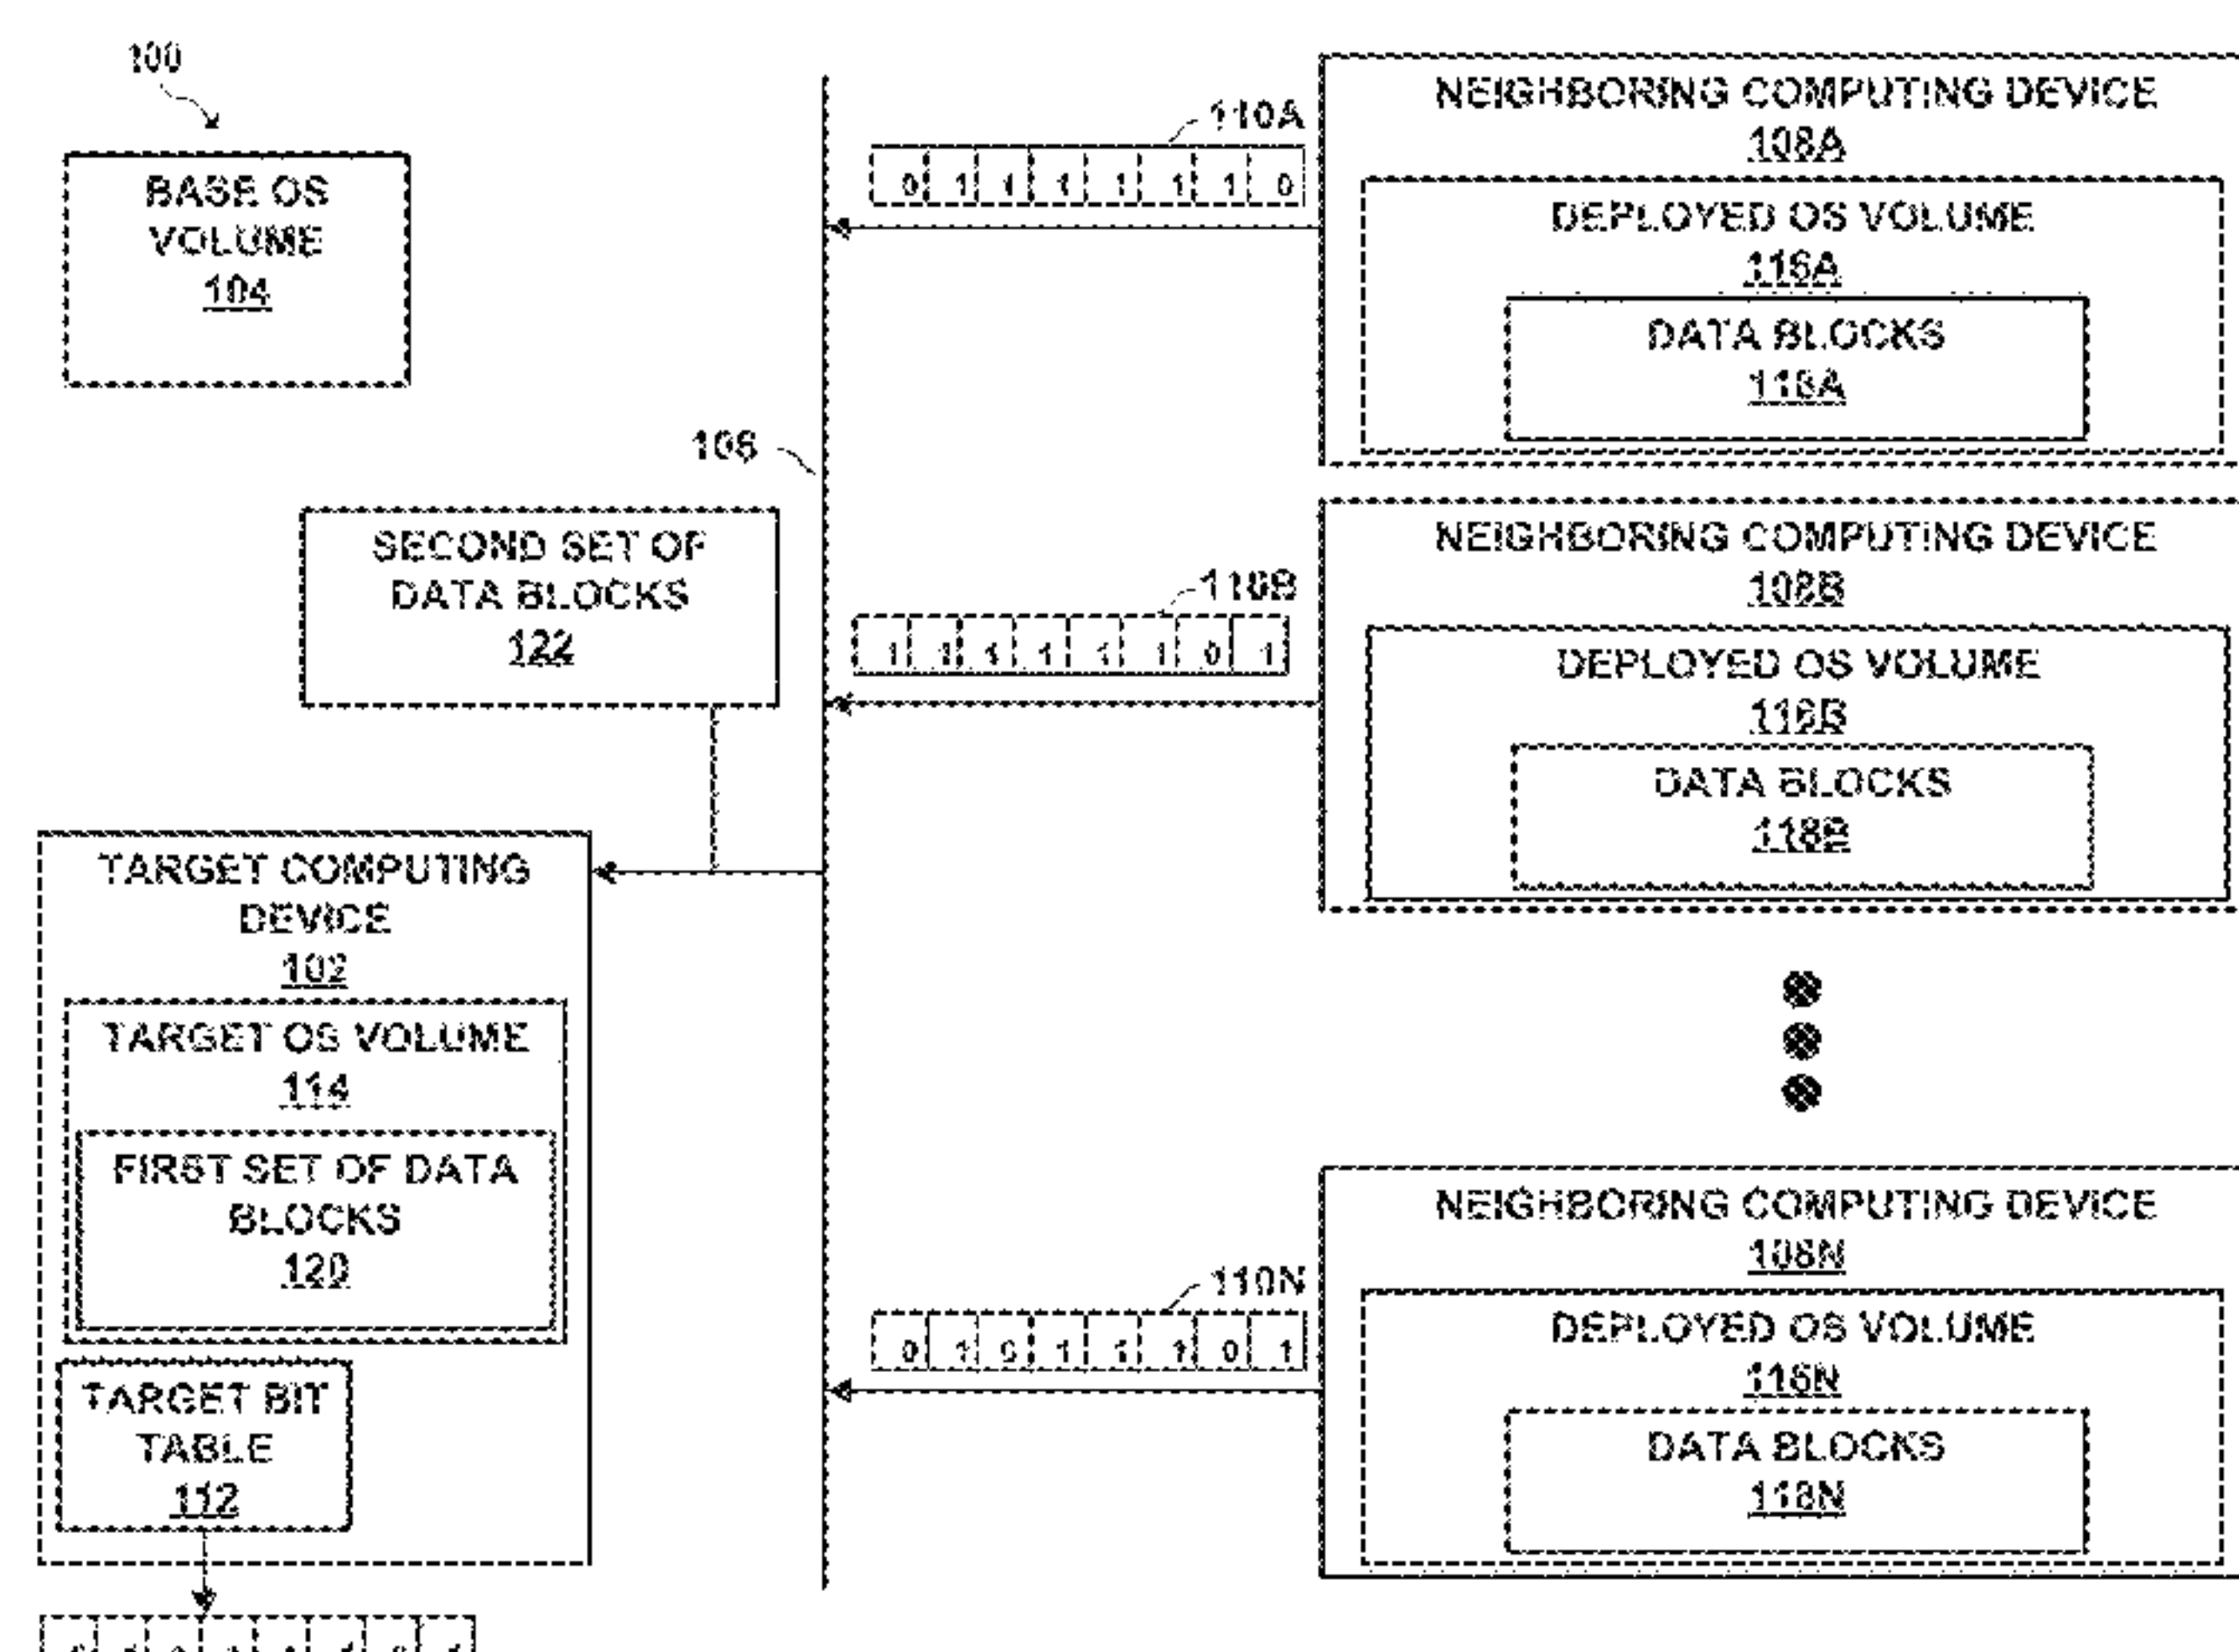 100
BASE OS
VOLUME
104
110A
0 1 1 1 1 1 1 0
NEIGHBORING COMPUTING DEVICE
108A
DEPLOYED OS VOLUME
116A
DATA BLOCKS
118A
106
SECOND SET OF
DATA BLOCKS
122
110B
1 1 1 1 1 1 0 1
NEIGHBORING COMPUTING DEVICE
108B
DEPLOYED OS VOLUME
116B
DATA BLOCKS
118B
TARGET COMPUTING
DEVICE
102
TARGET OS VOLUME
114
FIRST SET OF DATA
BLOCKS
120
TARGET BIT
TABLE
112
110N
0 1 0 1 1 1 0 1
NEIGHBORING COMPUTING DEVICE
108N
DEPLOYED OS VOLUME
116N
DATA BLOCKS
118N